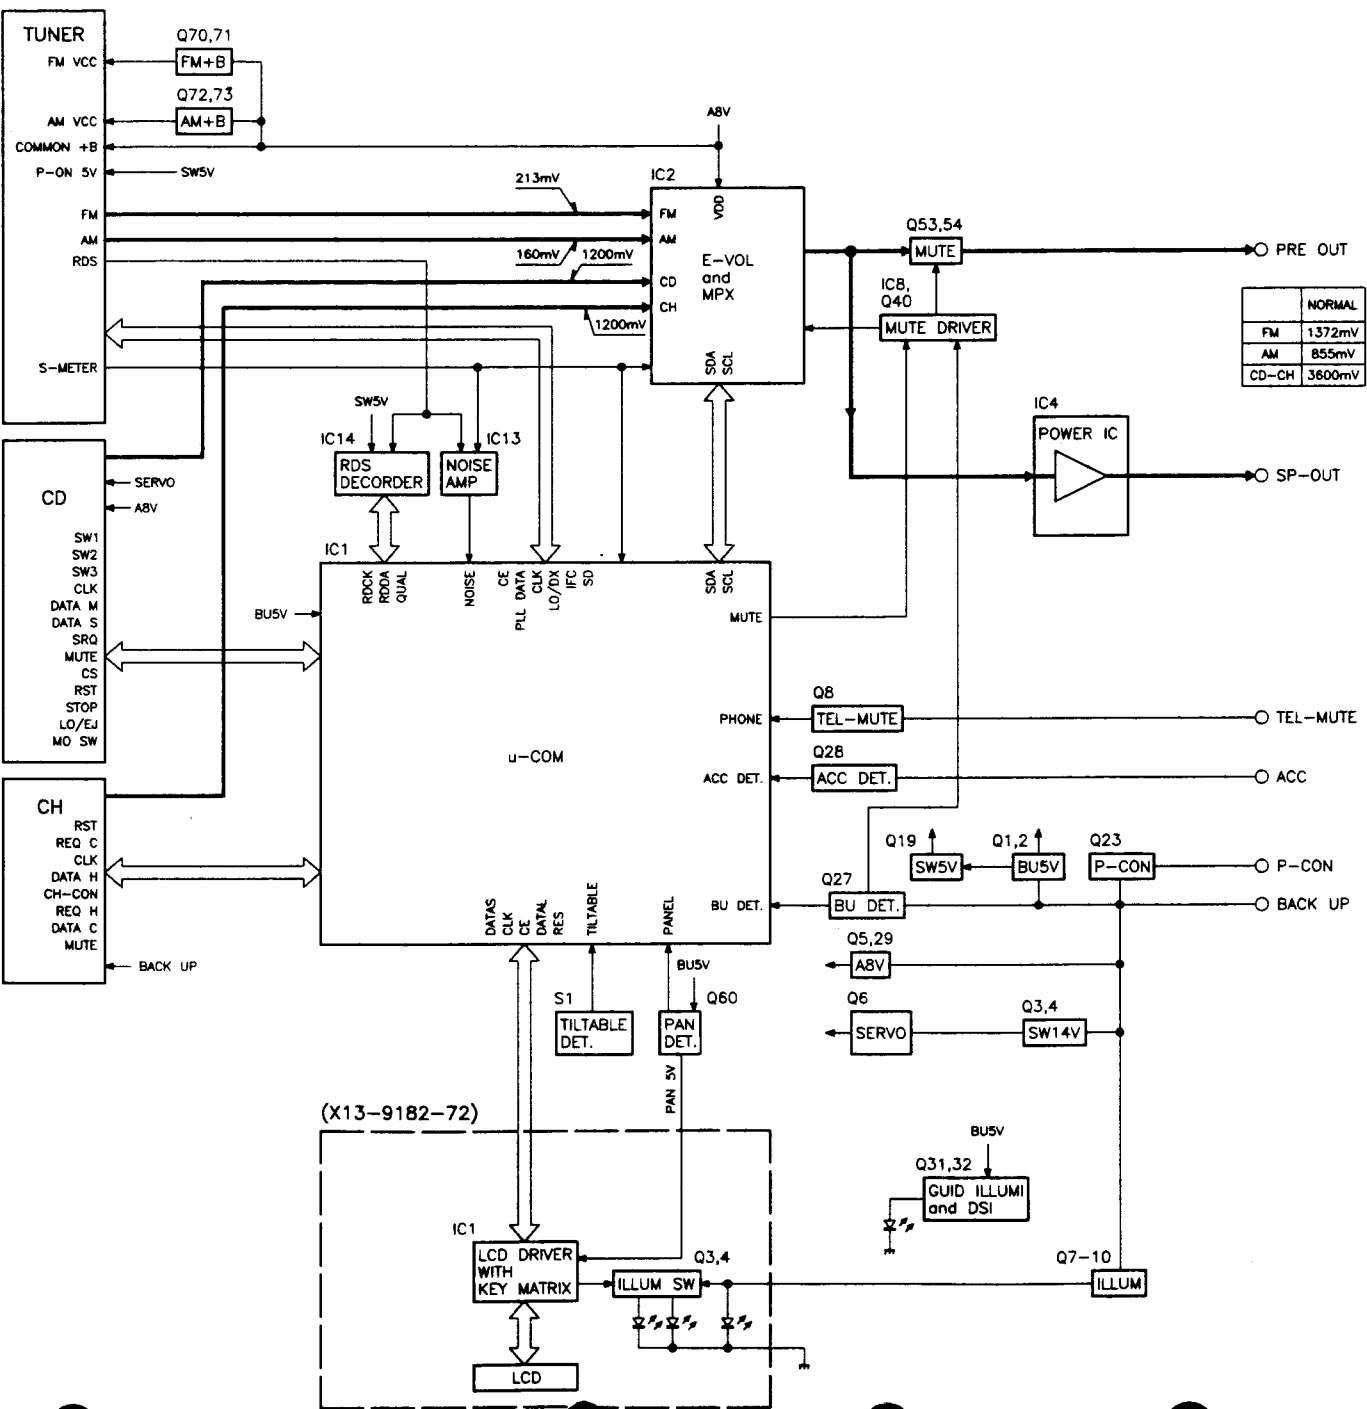 TUNER
FM VCC
AM VCC
COMMON +B
P-ON 5V
FM
AM
RDS
S-METER
Q70,71
FM+B
Q72,73
AM+B
SW5V
A8V
213mV
160mV
1200mV
1200mV
IC2
VDD
FM
AM
CD
CH
E-VOL
and
MPX
SDA
SCL
Q53,54
MUTE
IC8,
Q40
MUTE DRIVER
PRE OUT
NORMAL
FM 1372mV
AM 855mV
CD-CH 3600mV
IC4
POWER IC
SP-OUT
CD
SERVO
A8V
SW1
SW2
SW3
CLK
DATA M
DATA S
SRQ
MUTE
CS
RST
STOP
LO/EJ
MO SW
SW5V
IC14
RDS
DECORDER
IC13
NOISE
AMP
IC1
RDCK
RDDA
QUAL
NOISE
CE
PLL DATA
CLK
LO/DX
IFC
SD
SDA
SCL
BU5V
MUTE
PHONE
u-COM
ACC DET.
BU DET.
DATAS
CLK
CE
DATAL
RES
TILTABLE
PANEL
CH
RST
REQ C
CLK
DATA H
CH-CON
REQ H
DATA C
MUTE
BACK UP
Q8
TEL-MUTE
TEL-MUTE
Q28
ACC DET.
ACC
Q19
SW5V
Q1,2
BU5V
Q23
P-CON
P-CON
Q27
BU DET.
BACK UP
Q5,29
A8V
Q6
SERVO
Q3,4
SW14V
S1
TILTABLE
DET.
BU5V
Q60
PAN
DET.
PAN 5V
(X13-9182-72)
BU5V
Q31,32
GUID ILLUMI
and DSI
IC1
LCD DRIVER
WITH
KEY MATRIX
Q3,4
ILLUM SW
Q7-10
ILLUM
LCD